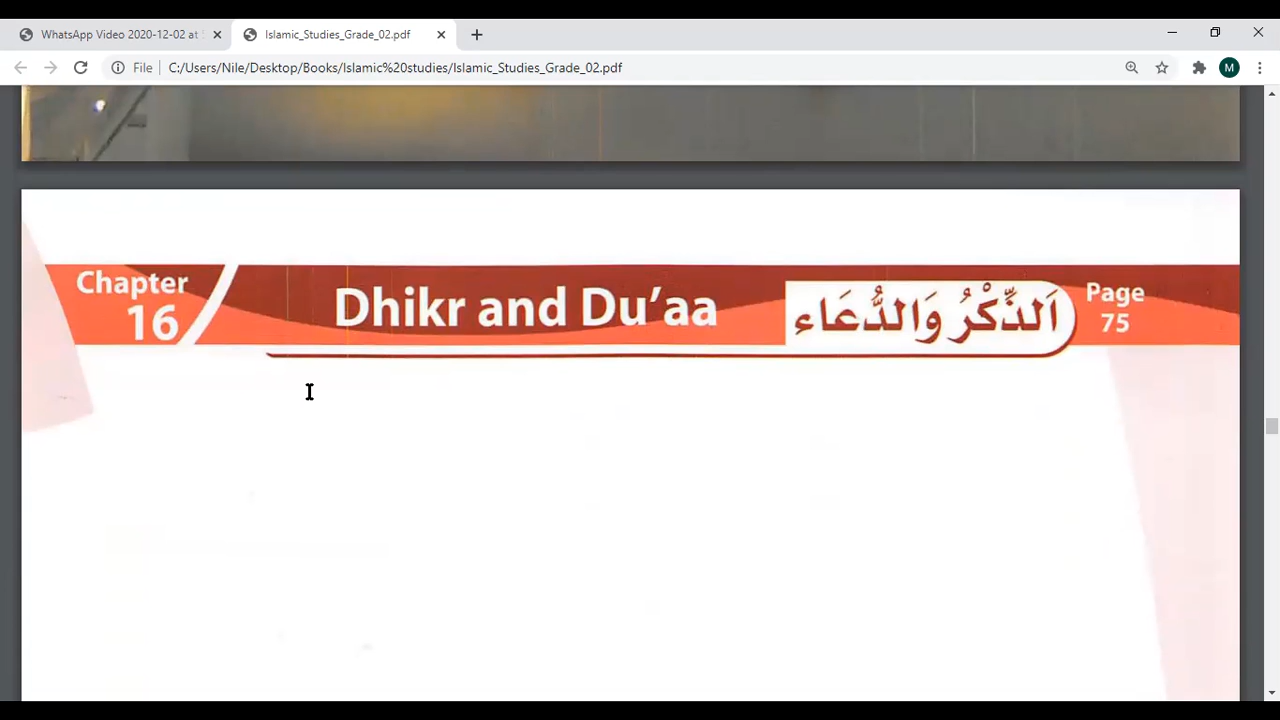 WhatsApp Video 2020-12-02 at
Islamic_Studies_Grade_02.pdf
File
C:/Users/Nile/Desktop/Books/Islamic%20studies/Islamic_Studies_Grade_02.pdf
M
Chapter
16
Dhikr and Du'aa
اَلذِّكْرُ وَالدُّعَاء
Page
75